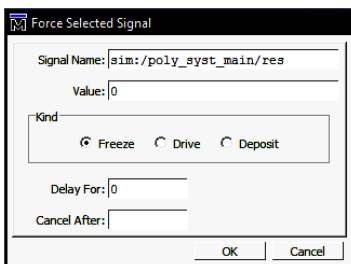 Force Selected Signal
Signal Name: sim:/poly_syst_main/res
Value: 0
Kind
Freeze Drive Deposit
Delay For: 0
Cancel After:
OK Cancel